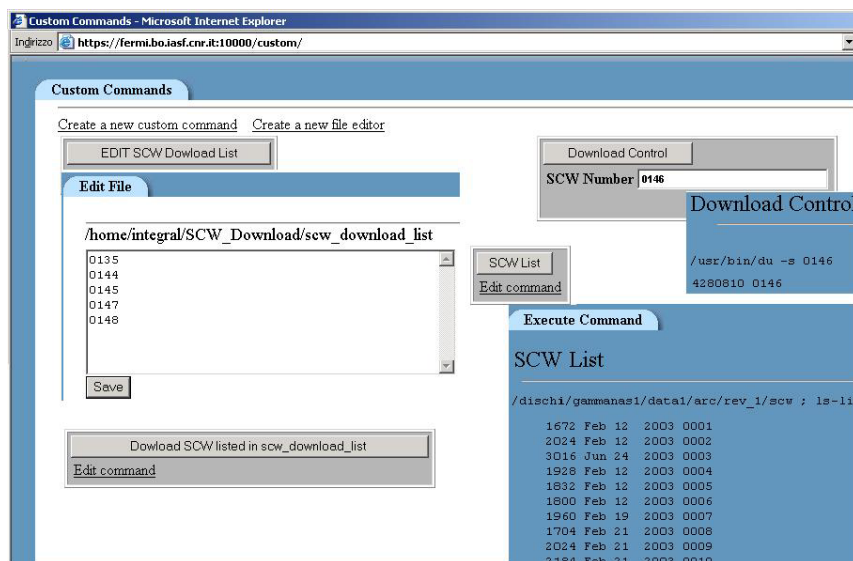 Custom Commands - Microsoft Internet Explorer
Indirizzo https://fermi.bo.iasf.cnr.it:10000/custom/
Custom Commands
Create a new custom command Create a new file editor
EDIT SCW Dowload List
Download Control
SCW Number 0146
Edit File
Download Control
/home/integral/SCW_Download/scw_download_list
0135
0144
0145
0147
0148
SCW List
Edit command
/usr/bin/du -s 0146
4280810 0146
Execute Command
SCW List
Save
/dischi/gammanas1/data1/arc/rev_1/scw ; ls-li
Dowload SCW listed in scw_download_list
Edit command
1672 Feb 12 2003 0001
2024 Feb 12 2003 0002
3016 Jun 24 2003 0003
1928 Feb 12 2003 0004
1832 Feb 12 2003 0005
1800 Feb 12 2003 0006
1960 Feb 19 2003 0007
1704 Feb 21 2003 0008
2024 Feb 21 2003 0009